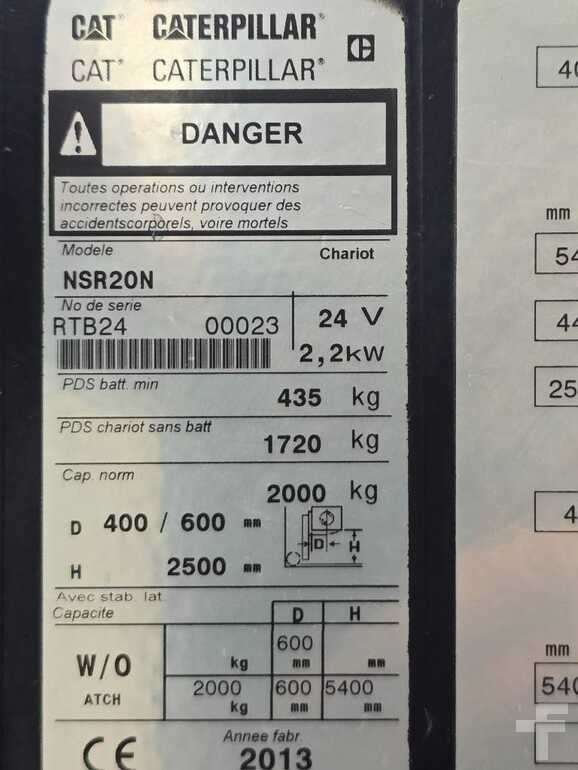 CAT® CATERPILLAR®
CAT® CATERPILLAR®
DANGER
Toutes operations ou interventions
incorrectes peuvent provoquer des
accidentscorporels, voire mortels
Modele
Chariot
NSR20N
No de serie
RTB24 00023
24 V
2,2kW
PDS batt. min
435 kg
PDS chariot sans batt
1720 kg
Cap. norm
2000 kg
D 400 / 600 mm
D
H
H 2500 mm
Avec stab. lat
Capacite
D H
W/O
ATCH
600
kg mm mm
2000 600 5400
kg mm mm
CE
Annee fabr.
2013
40
mm
54
44
25
4
mm
540